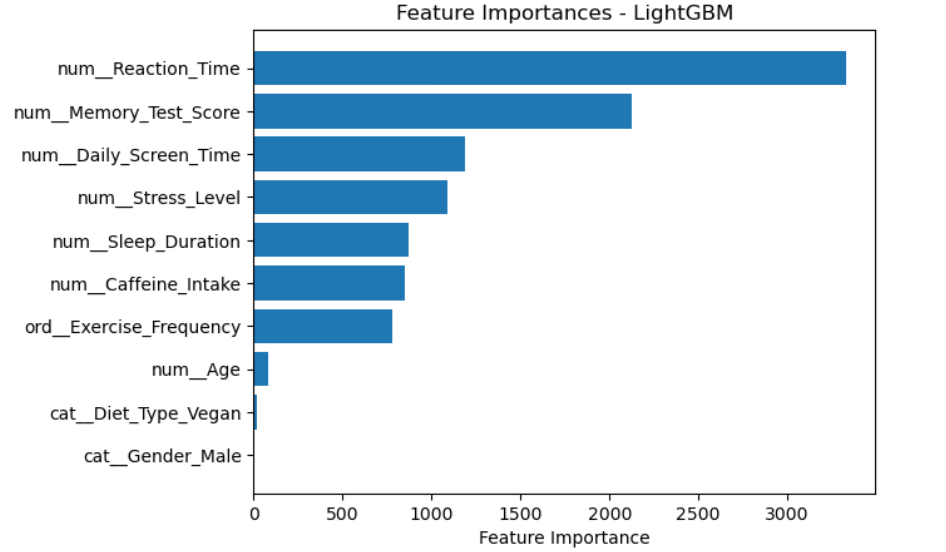 Feature Importances - LightGBM
num__Reaction_Time
num__Memory_Test_Score
num__Daily_Screen_Time
num__Stress_Level
num__Sleep_Duration
num__Caffeine_Intake
ord__Exercise_Frequency
num__Age
cat__Diet_Type_Vegan
cat__Gender_Male
0 500 1000 1500 2000 2500 3000
Feature Importance